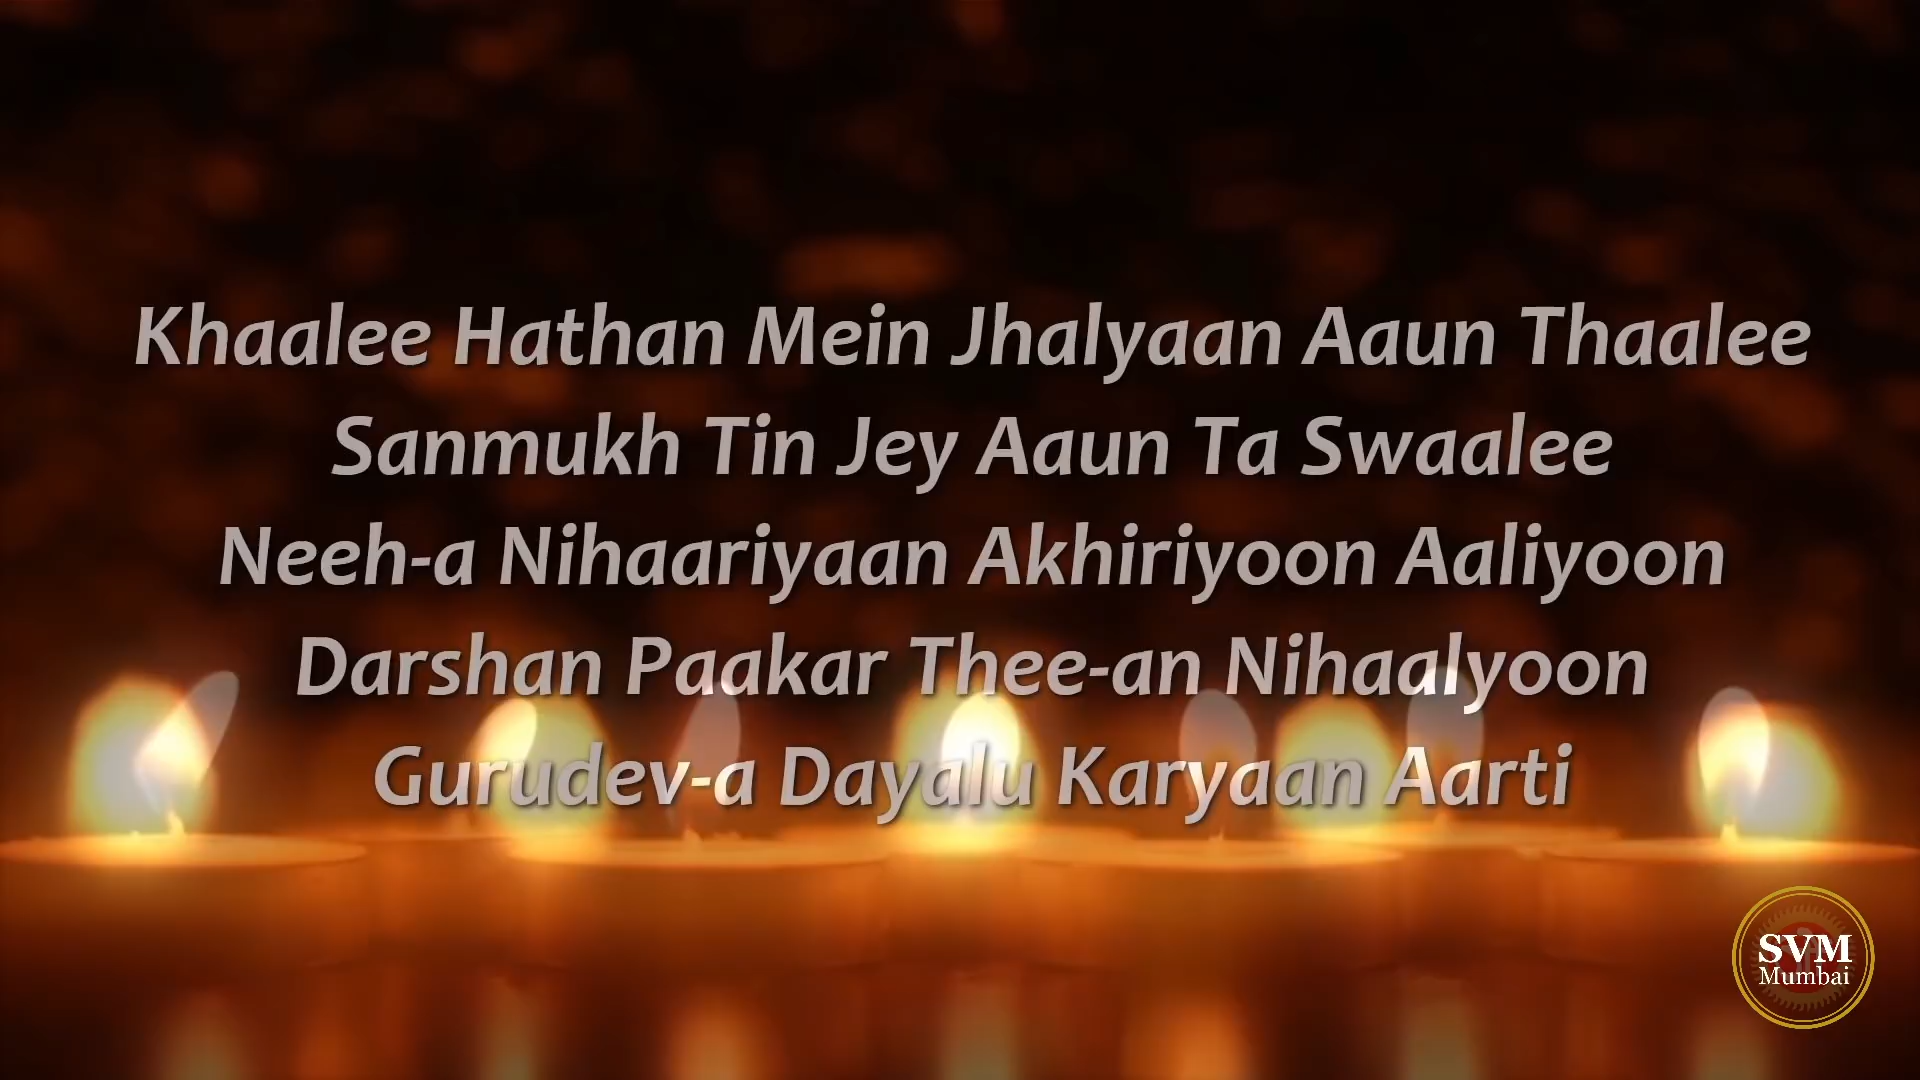 Khaalee Hathan Mein Jhalyaan Aaun Thaalee
Sanmukh Tin Jey Aaun Ta Swaalee
Neeh-a Nihaariyaan Akhiriyoon Aaliyoon
Darshan Paakar Thee-an Nihaalyoon
Gurudev-a Dayalu Karyaan Aarti
SVM
Mumbai